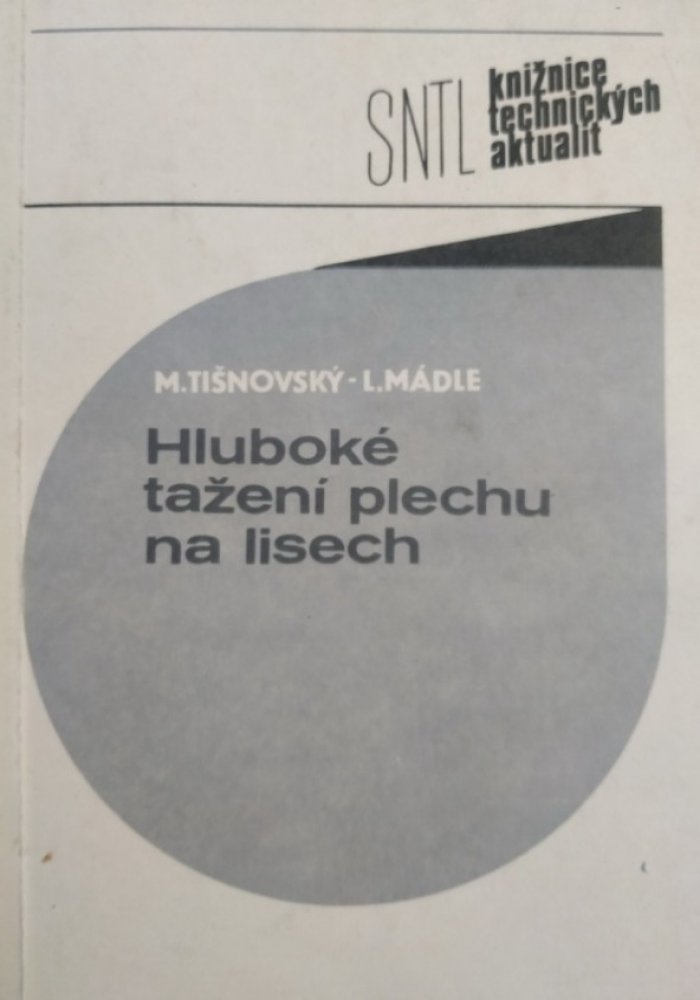 SNTL
knižnice
technických
aktualit
M.TIŠNOVSKÝ-L.MÁDLE
Hluboké
tažení plechu
na lisech